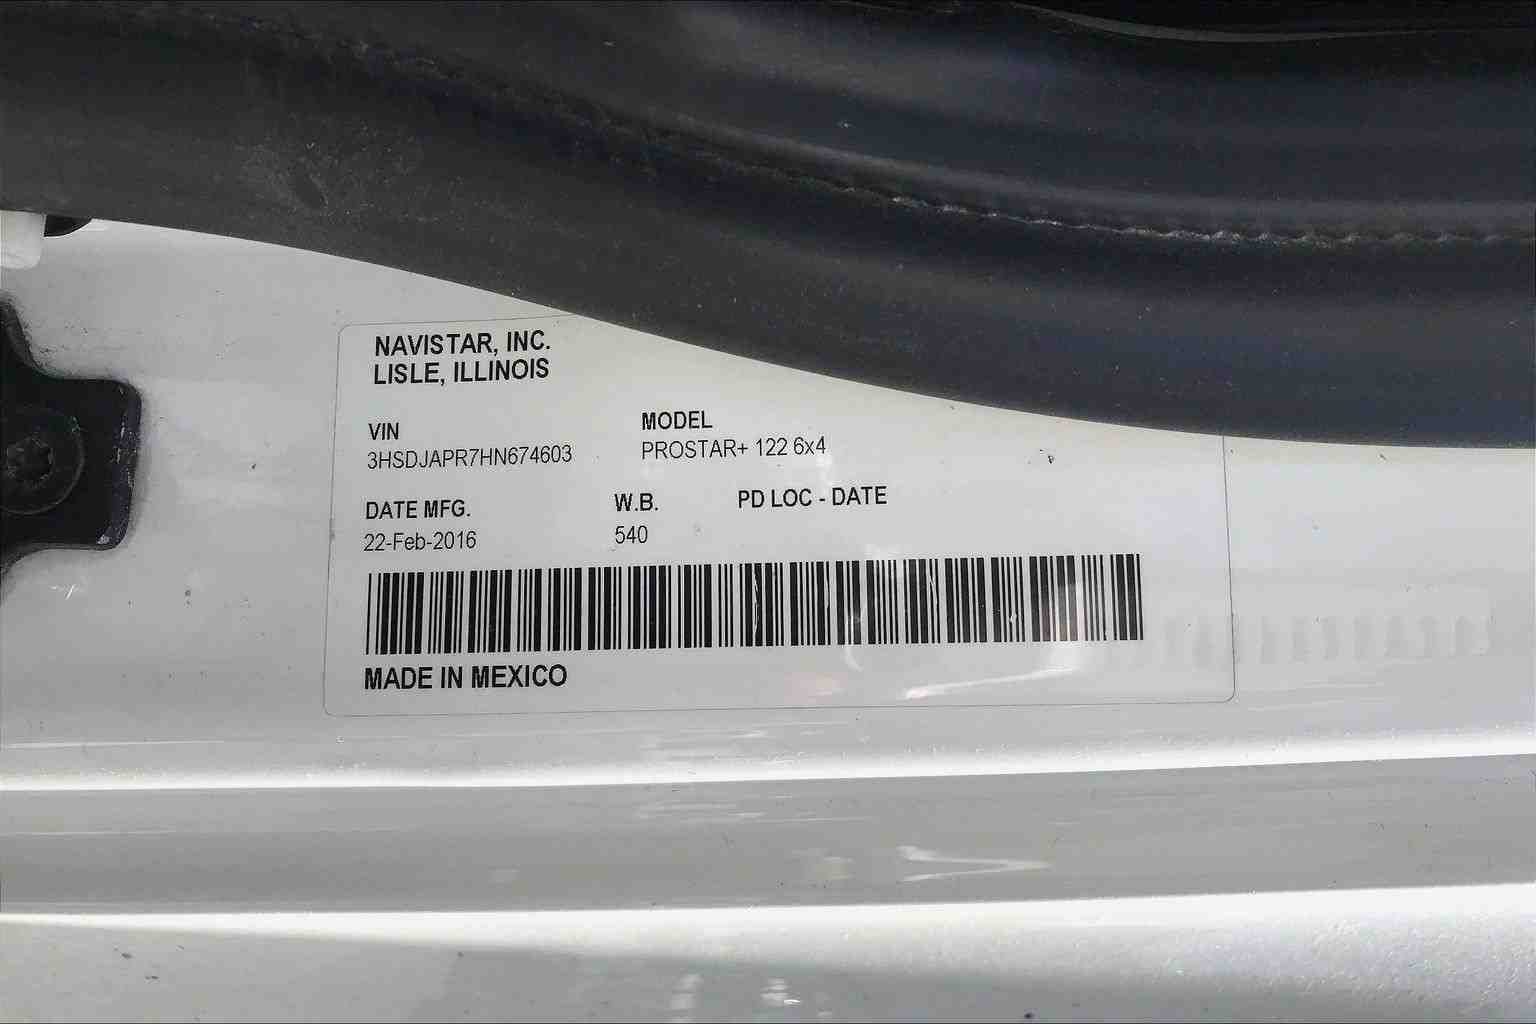 NAVISTAR, INC.
LISLE, ILLINOIS
VIN
3HSDJAPR7HN674603
MODEL
PROSTAR+ 122 6x4
DATE MFG.
22-Feb-2016
W.B.
540
PD LOC - DATE
MADE IN MEXICO